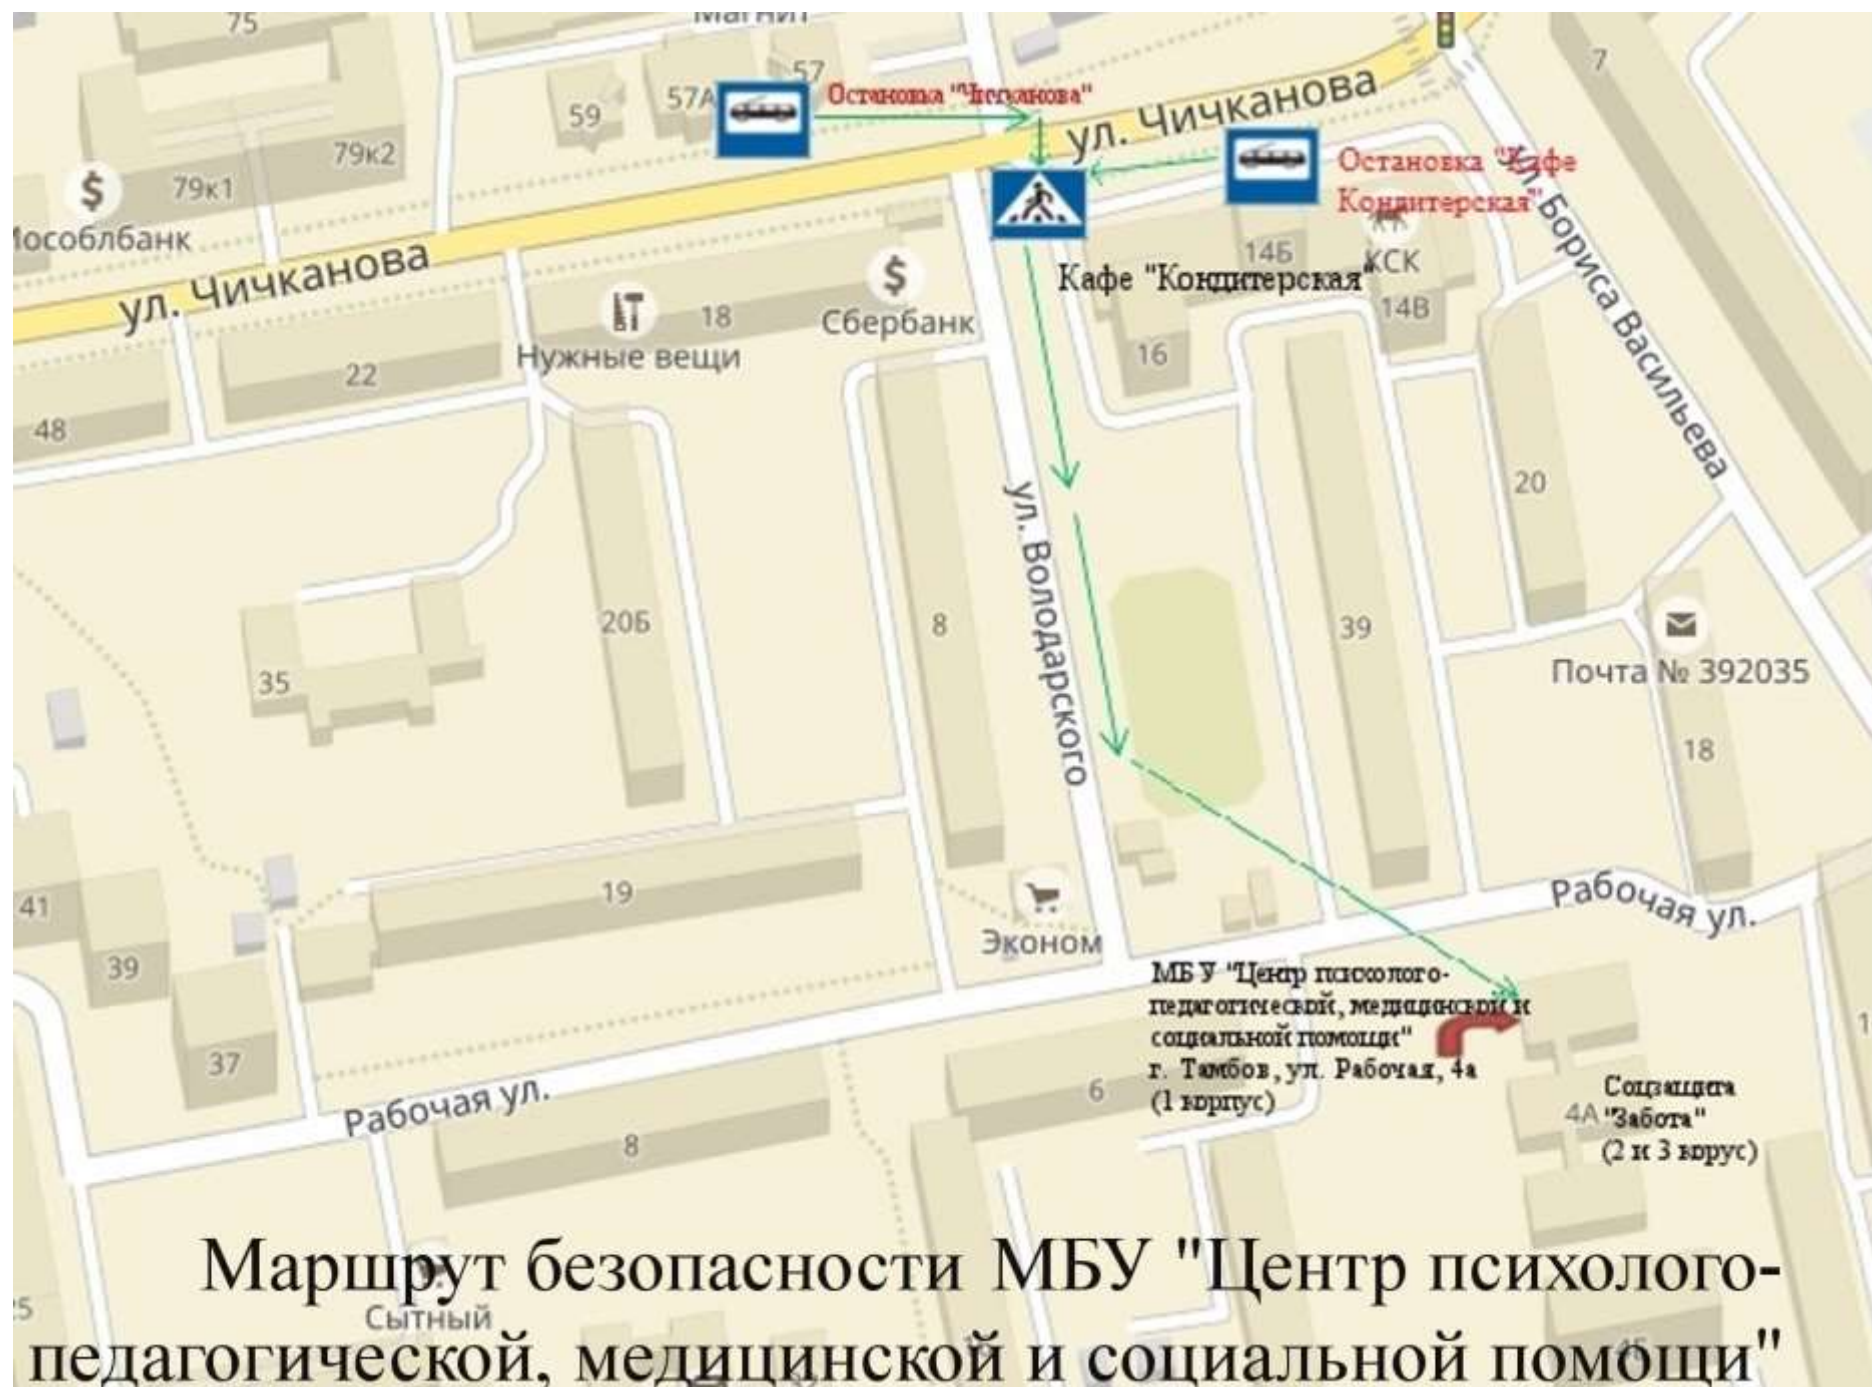 75
Магнит
7
57
57А
59
Остановка "Чичканова"
ул. Чичканова
79к2
79к1
Остановка "Кафе
Кондитерская"
ул. Бориса Васильева
ул. Чичканова
14Б
КСК
Кафе "Кондитерская"
14В
18
Сбербанк
Нужные вещи
22
16
48
20
ул. Володарского
20Б
8
39
35
Почта № 392035
18
19
41
Эконом
Рабочая ул.
39
МБУ "Центр психолого-
педагогической, медицинской и
социальной помощи"
г. Тамбов, ул. Рабочая, 4а
(1 корпус)
37
6
Рабочая ул.
8
4А
Соцзащита
"Забота"
(2 и 3 корус)
Маршрут безопасности МБУ "Центр психолого-
Сытный
педагогической, медицинской и социальной помощи"